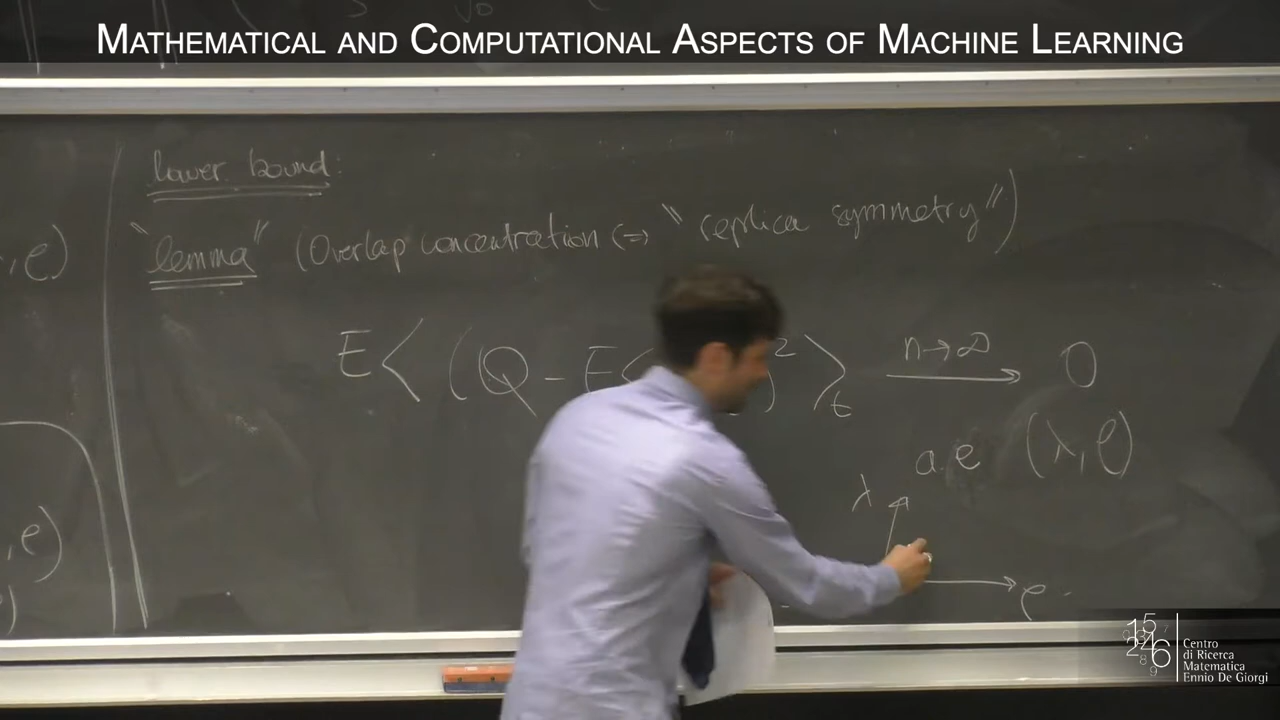 MATHEMATICAL AND COMPUTATIONAL ASPECTS OF MACHINE LEARNING
lower bound:
"lemma" (Overlap concentration (=) "replica symmetry")
E< (Q - E< )² >t n→∞ 0
a.e (λ,ρ)
λ
ρ
,ρ)
,ρ)
Centro
di Ricerca
Matematica
Ennio De Giorgi